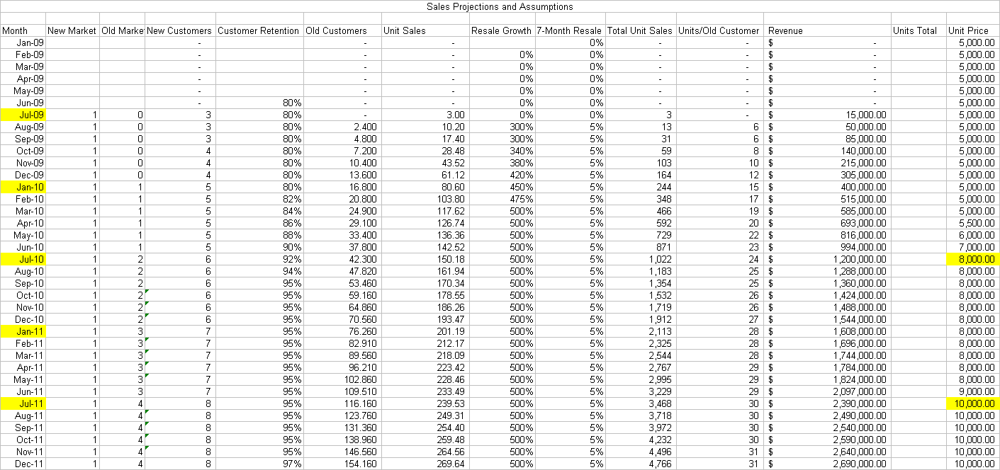 Sales Projections and Assumptions
Month New Market Old Marke New Customers Customer Retention Old Customers Unit Sales Resale Growth 7-Month Resale Total Unit Sales Units/Old Customer Revenue Units Total Unit Price
Jan-09 - - - 0% - - $ - 5,000.00
Feb-09 - - - 0% 0% - - $ - 5,000.00
Mar-09 - - - 0% 0% - - $ - 5,000.00
Apr-09 - - - 0% 0% - - $ - 5,000.00
May-09 - - - 0% 0% - - $ - 5,000.00
Jun-09 - 80% - - 0% 0% - - $ - 5,000.00
Jul-09 1 0 3 80% - 3.00 0% 0% 3 - $ 15,000.00 5,000.00
Aug-09 1 0 3 80% 2.400 10.20 300% 5% 13 6 $ 50,000.00 5,000.00
Sep-09 1 0 3 80% 4.800 17.40 300% 5% 31 6 $ 85,000.00 5,000.00
Oct-09 1 0 4 80% 7.200 28.48 340% 5% 59 8 $ 140,000.00 5,000.00
Nov-09 1 0 4 80% 10.400 43.52 380% 5% 103 10 $ 215,000.00 5,000.00
Dec-09 1 0 4 80% 13.600 61.12 420% 5% 164 12 $ 305,000.00 5,000.00
Jan-10 1 1 5 80% 16.800 80.60 450% 5% 244 15 $ 400,000.00 5,000.00
Feb-10 1 1 5 82% 20.800 103.80 475% 5% 348 17 $ 515,000.00 5,000.00
Mar-10 1 1 5 84% 24.900 117.62 500% 5% 466 19 $ 585,000.00 5,000.00
Apr-10 1 1 5 86% 29.100 126.74 500% 5% 592 20 $ 693,000.00 5,500.00
May-10 1 1 5 88% 33.400 136.36 500% 5% 729 22 $ 816,000.00 6,000.00
Jun-10 1 1 5 90% 37.800 142.52 500% 5% 871 23 $ 994,000.00 7,000.00
Jul-10 1 2 6 92% 42.300 150.18 500% 5% 1,022 24 $ 1,200,000.00 8,000.00
Aug-10 1 2 6 94% 47.820 161.94 500% 5% 1,183 25 $ 1,288,000.00 8,000.00
Sep-10 1 2 6 95% 53.460 170.34 500% 5% 1,354 25 $ 1,360,000.00 8,000.00
Oct-10 1 2 6 95% 59.160 178.55 500% 5% 1,532 26 $ 1,424,000.00 8,000.00
Nov-10 1 2 6 95% 64.860 186.26 500% 5% 1,719 26 $ 1,488,000.00 8,000.00
Dec-10 1 2 6 95% 70.560 193.47 500% 5% 1,912 27 $ 1,544,000.00 8,000.00
Jan-11 1 3 7 95% 76.260 201.19 500% 5% 2,113 28 $ 1,608,000.00 8,000.00
Feb-11 1 3 7 95% 82.910 212.17 500% 5% 2,325 28 $ 1,696,000.00 8,000.00
Mar-11 1 3 7 95% 89.560 218.09 500% 5% 2,544 28 $ 1,744,000.00 8,000.00
Apr-11 1 3 7 95% 96.210 223.42 500% 5% 2,767 29 $ 1,784,000.00 8,000.00
May-11 1 3 7 95% 102.860 228.46 500% 5% 2,995 29 $ 1,824,000.00 8,000.00
Jun-11 1 3 7 95% 109.510 233.49 500% 5% 3,229 29 $ 2,097,000.00 9,000.00
Jul-11 1 4 8 95% 116.160 239.53 500% 5% 3,468 30 $ 2,390,000.00 10,000.00
Aug-11 1 4 8 95% 123.760 249.31 500% 5% 3,718 30 $ 2,490,000.00 10,000.00
Sep-11 1 4 8 95% 131.360 254.40 500% 5% 3,972 30 $ 2,540,000.00 10,000.00
Oct-11 1 4 8 95% 138.960 259.48 500% 5% 4,232 30 $ 2,590,000.00 10,000.00
Nov-11 1 4 8 95% 146.560 264.56 500% 5% 4,496 31 $ 2,640,000.00 10,000.00
Dec-11 1 4 8 97% 154.160 269.64 500% 5% 4,766 31 $ 2,690,000.00 10,000.00